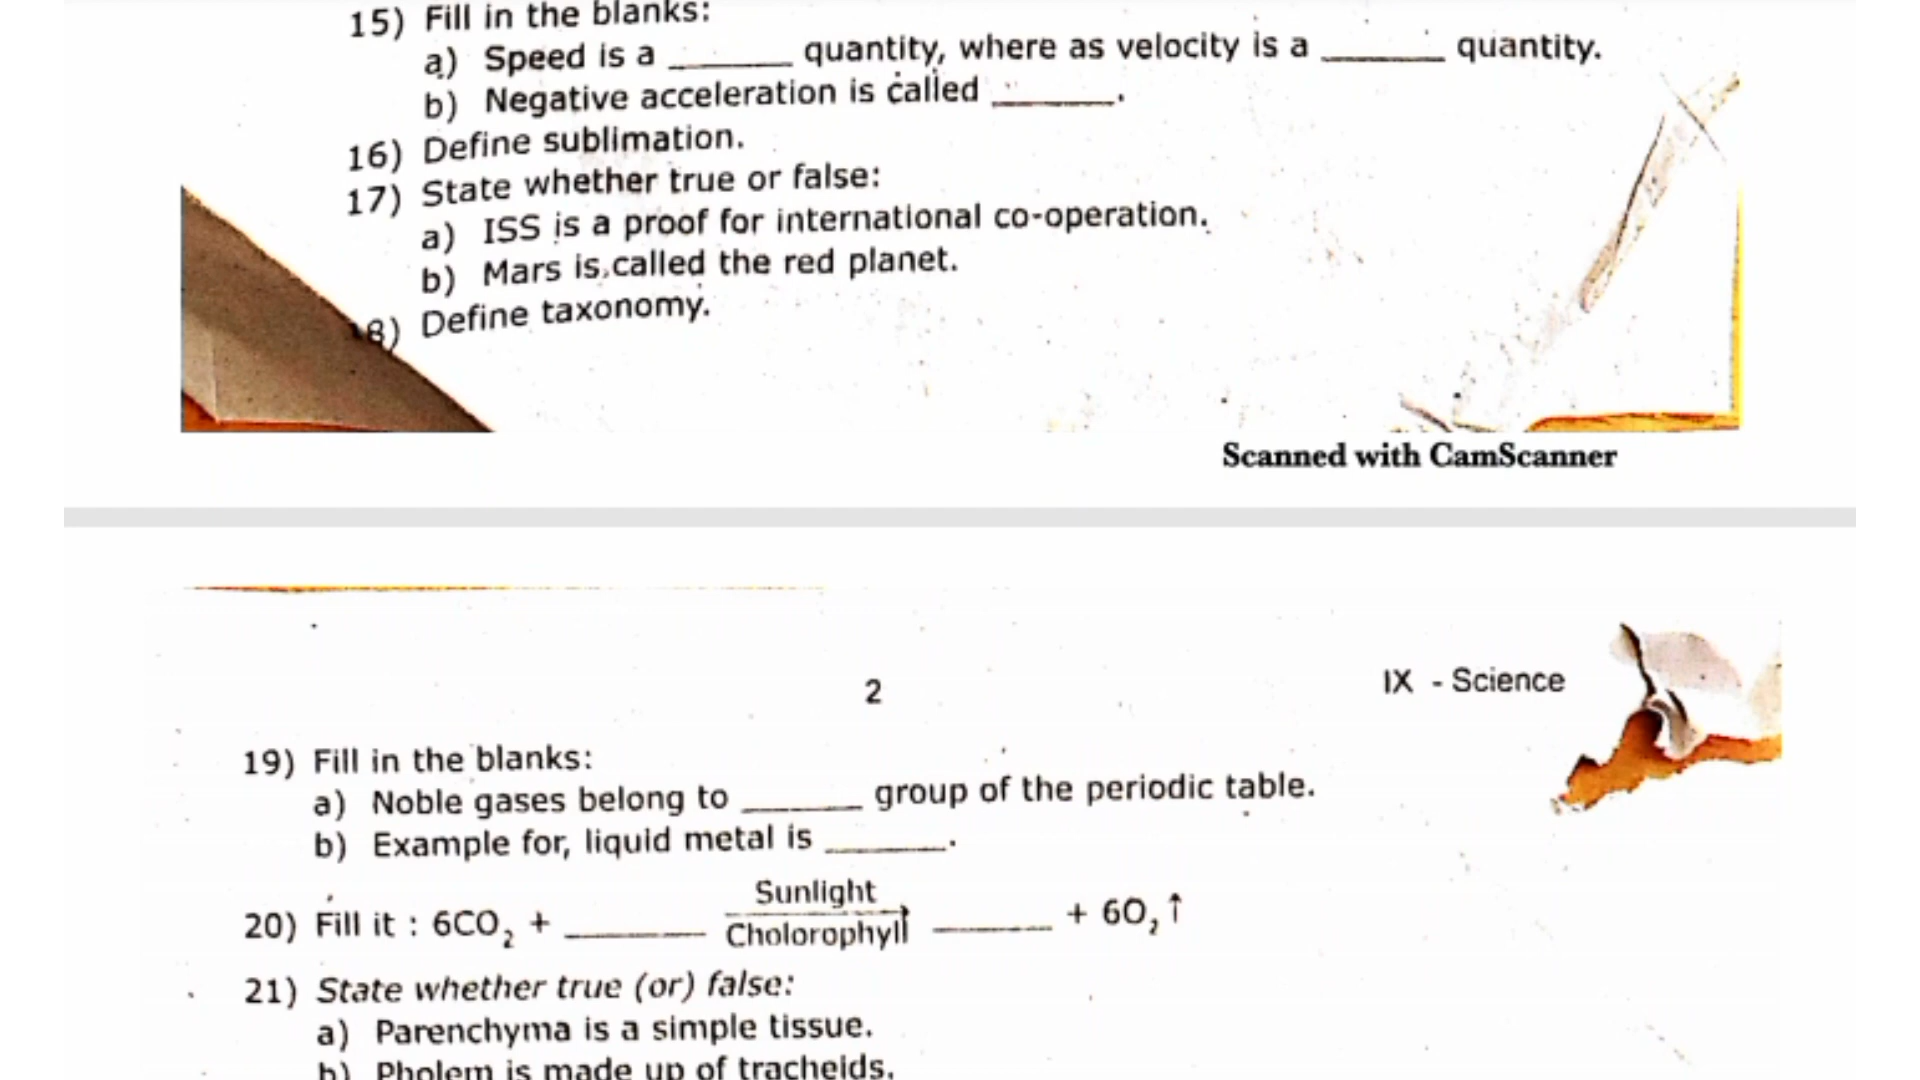 15) Fill in the blanks:
a) Speed is a ______ quantity, where as velocity is a ______ quantity.
b) Negative acceleration is called ______.
16) Define sublimation.
17) State whether true or false:
a) ISS is a proof for international co-operation.
b) Mars is called the red planet.
18) Define taxonomy.
Scanned with CamScanner
2
IX - Science
19) Fill in the blanks:
a) Noble gases belong to ______ group of the periodic table.
b) Example for, liquid metal is ______.
Sunlight
20) Fill it : 6CO₂ + ______ → ______ + 6O₂↑
Cholorophyll
21) State whether true (or) false:
a) Parenchyma is a simple tissue.
b) Pholem is made up of tracheids.